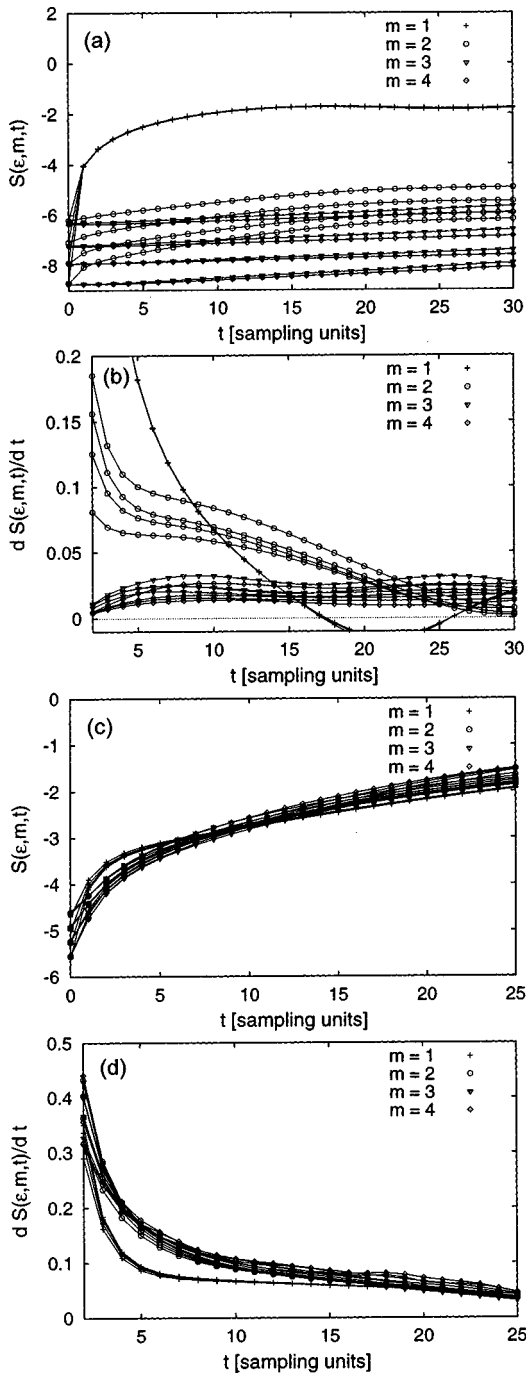 (a)
m = 1
m = 2
m = 3
m = 4
2
0
-2
-4
-6
-8
S(ε,m,t)
0 5 10 15 20 25 30
t [sampling units]
(b)
m = 1
m = 2
m = 3
m = 4
0.2
0.15
0.1
0.05
0
d S(ε,m,t)/d t
5 10 15 20 25 30
t [sampling units]
(c)
m = 1
m = 2
m = 3
m = 4
0
-1
-2
-3
-4
-5
-6
S(ε,m,t)
0 5 10 15 20 25
t [sampling units]
(d)
m = 1
m = 2
m = 3
m = 4
0.5
0.4
0.3
0.2
0.1
0
d S(ε,m,t)/d t
5 10 15 20 25
t [sampling units]